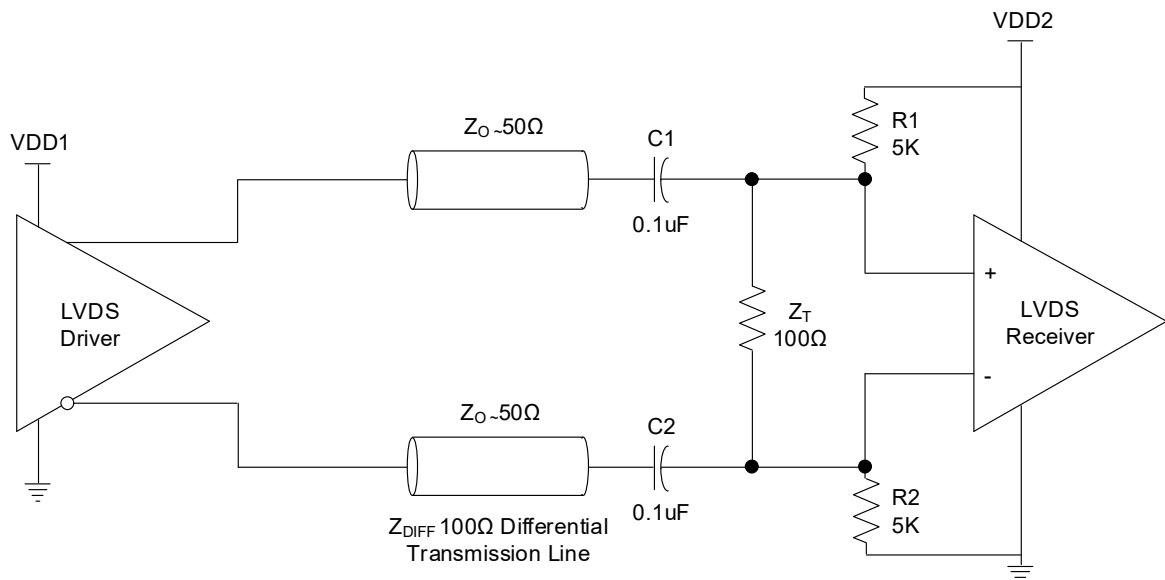 VDD2
VDD1
Z_O ~50Ω
C1
R1
5K
0.1uF
+
LVDS
Driver
Z_T
100Ω
LVDS
Receiver
-
Z_O ~50Ω
C2
R2
5K
0.1uF
Z_DIFF 100Ω Differential
Transmission Line